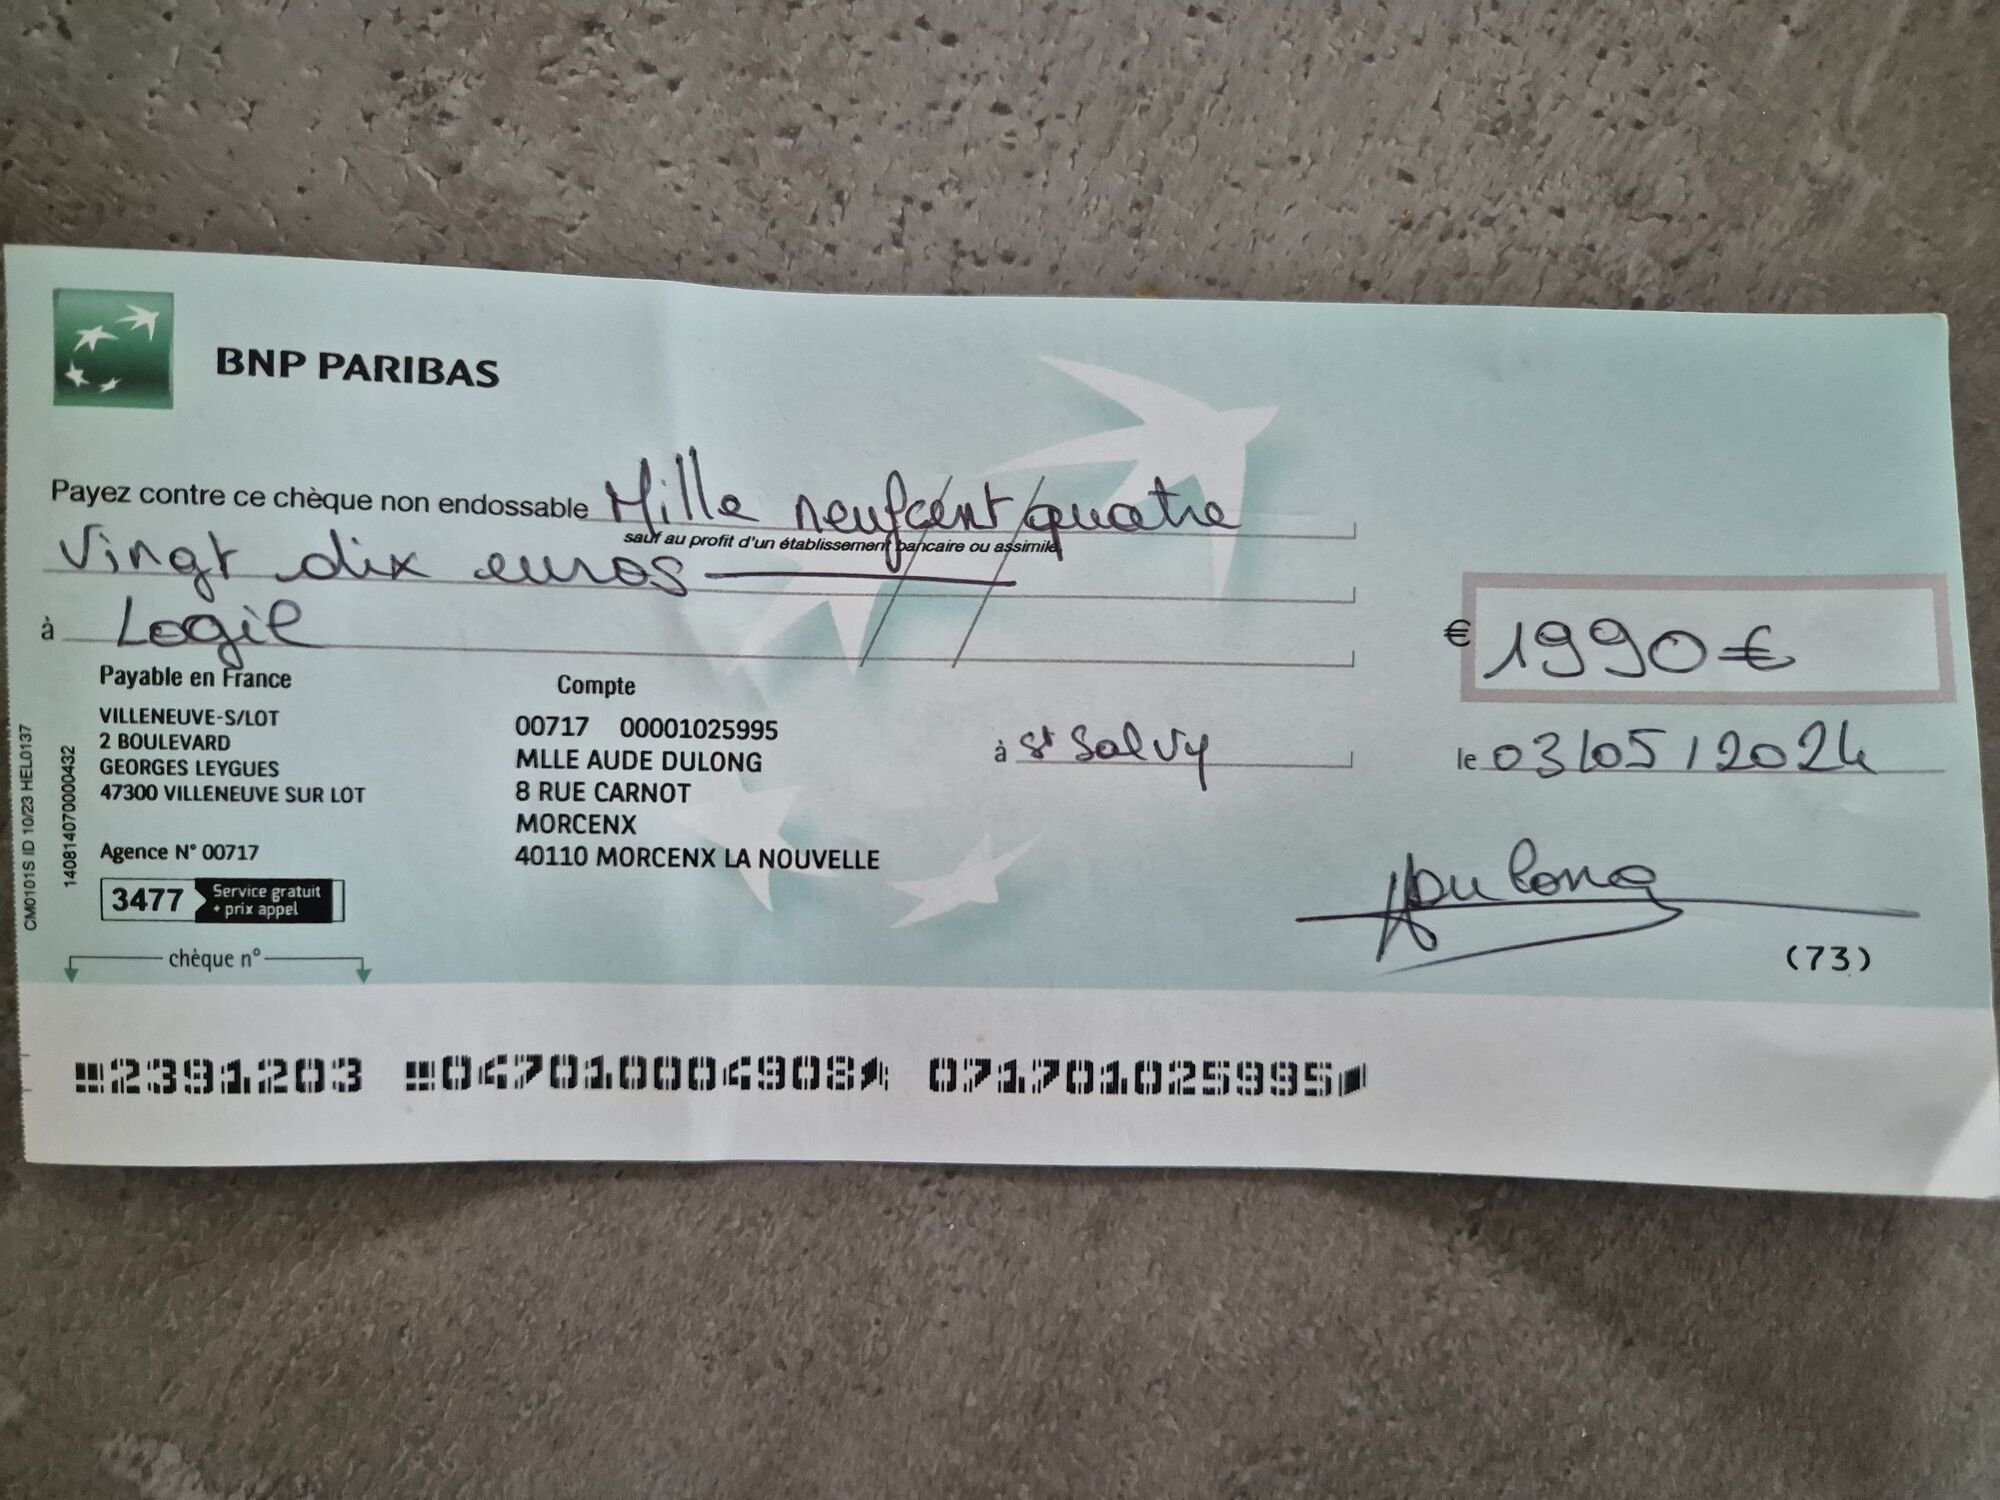 BNP PARIBAS
Payez contre ce chèque non endossable Mille neufcent quatre
sauf au profit d'un établissement bancaire ou assimilé
Vingt dix euros
à Logie
€ 1990 €
Payable en France
VILLENEUVE-S/LOT
2 BOULEVARD
GEORGES LEYGUES
47300 VILLENEUVE SUR LOT
Agence N° 00717
3477 Service gratuit
+ prix appel
Compte
00717 00001025995
MLLE AUDE DULONG
8 RUE CARNOT
MORCENX
40110 MORCENX LA NOUVELLE
à St Salvy
le 03/05/2024
Dulong
(73)
CM0101S ID 10/23 HEL0137
140814070000432
chèque n°
2391203 047010004908 071701025995